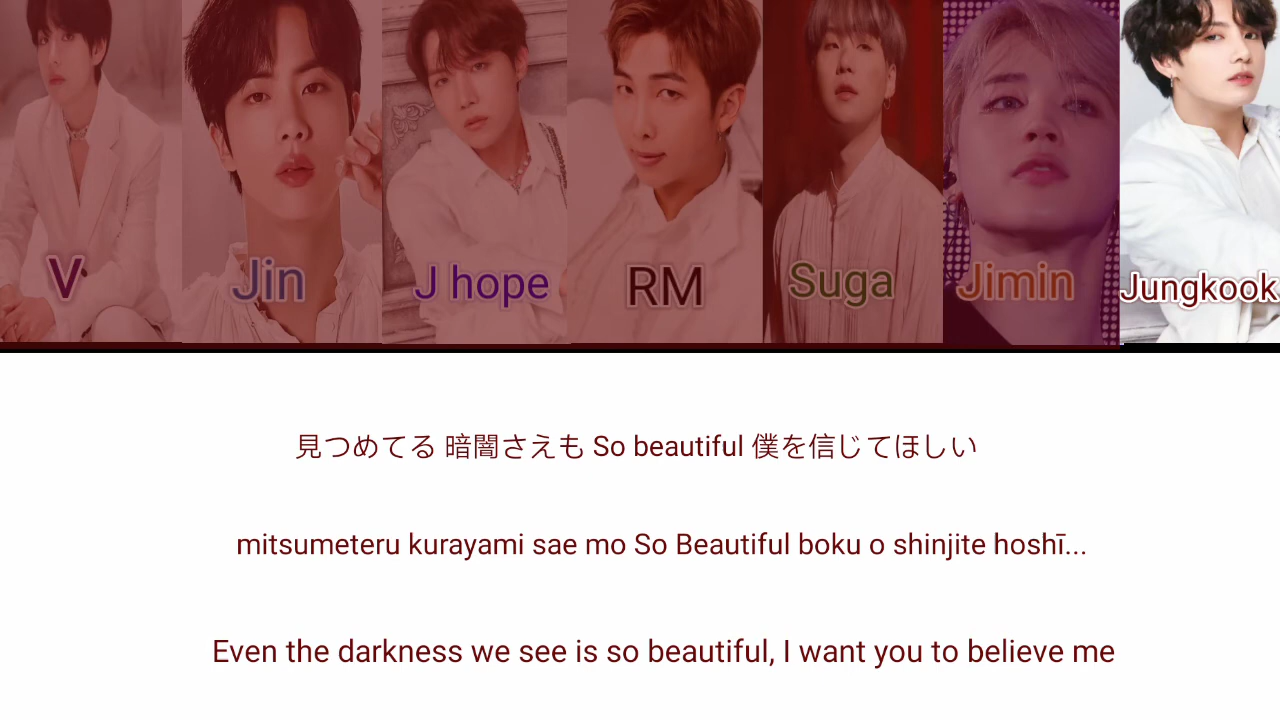 V Jin J hope RM Suga Jimin Jungkook
見つめてる 暗闇さえも So beautiful 僕を信じてほしい
mitsumeteru kurayami sae mo So Beautiful boku o shinjite hoshī...
Even the darkness we see is so beautiful, I want you to believe me